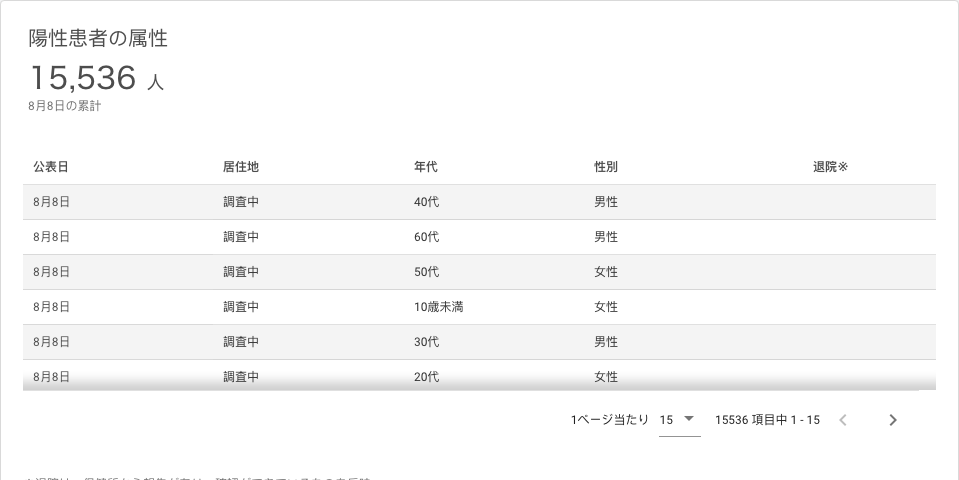 陽性患者の属性
15,536 人
8月8日の累計
公表日 居住地 年代 性別 退院※
8月8日 調査中 40代 男性
8月8日 調査中 60代 男性
8月8日 調査中 50代 女性
8月8日 調査中 10歳未満 女性
8月8日 調査中 30代 男性
8月8日 調査中 20代 女性
1ページ当たり 15 15536 項目中 1 - 15